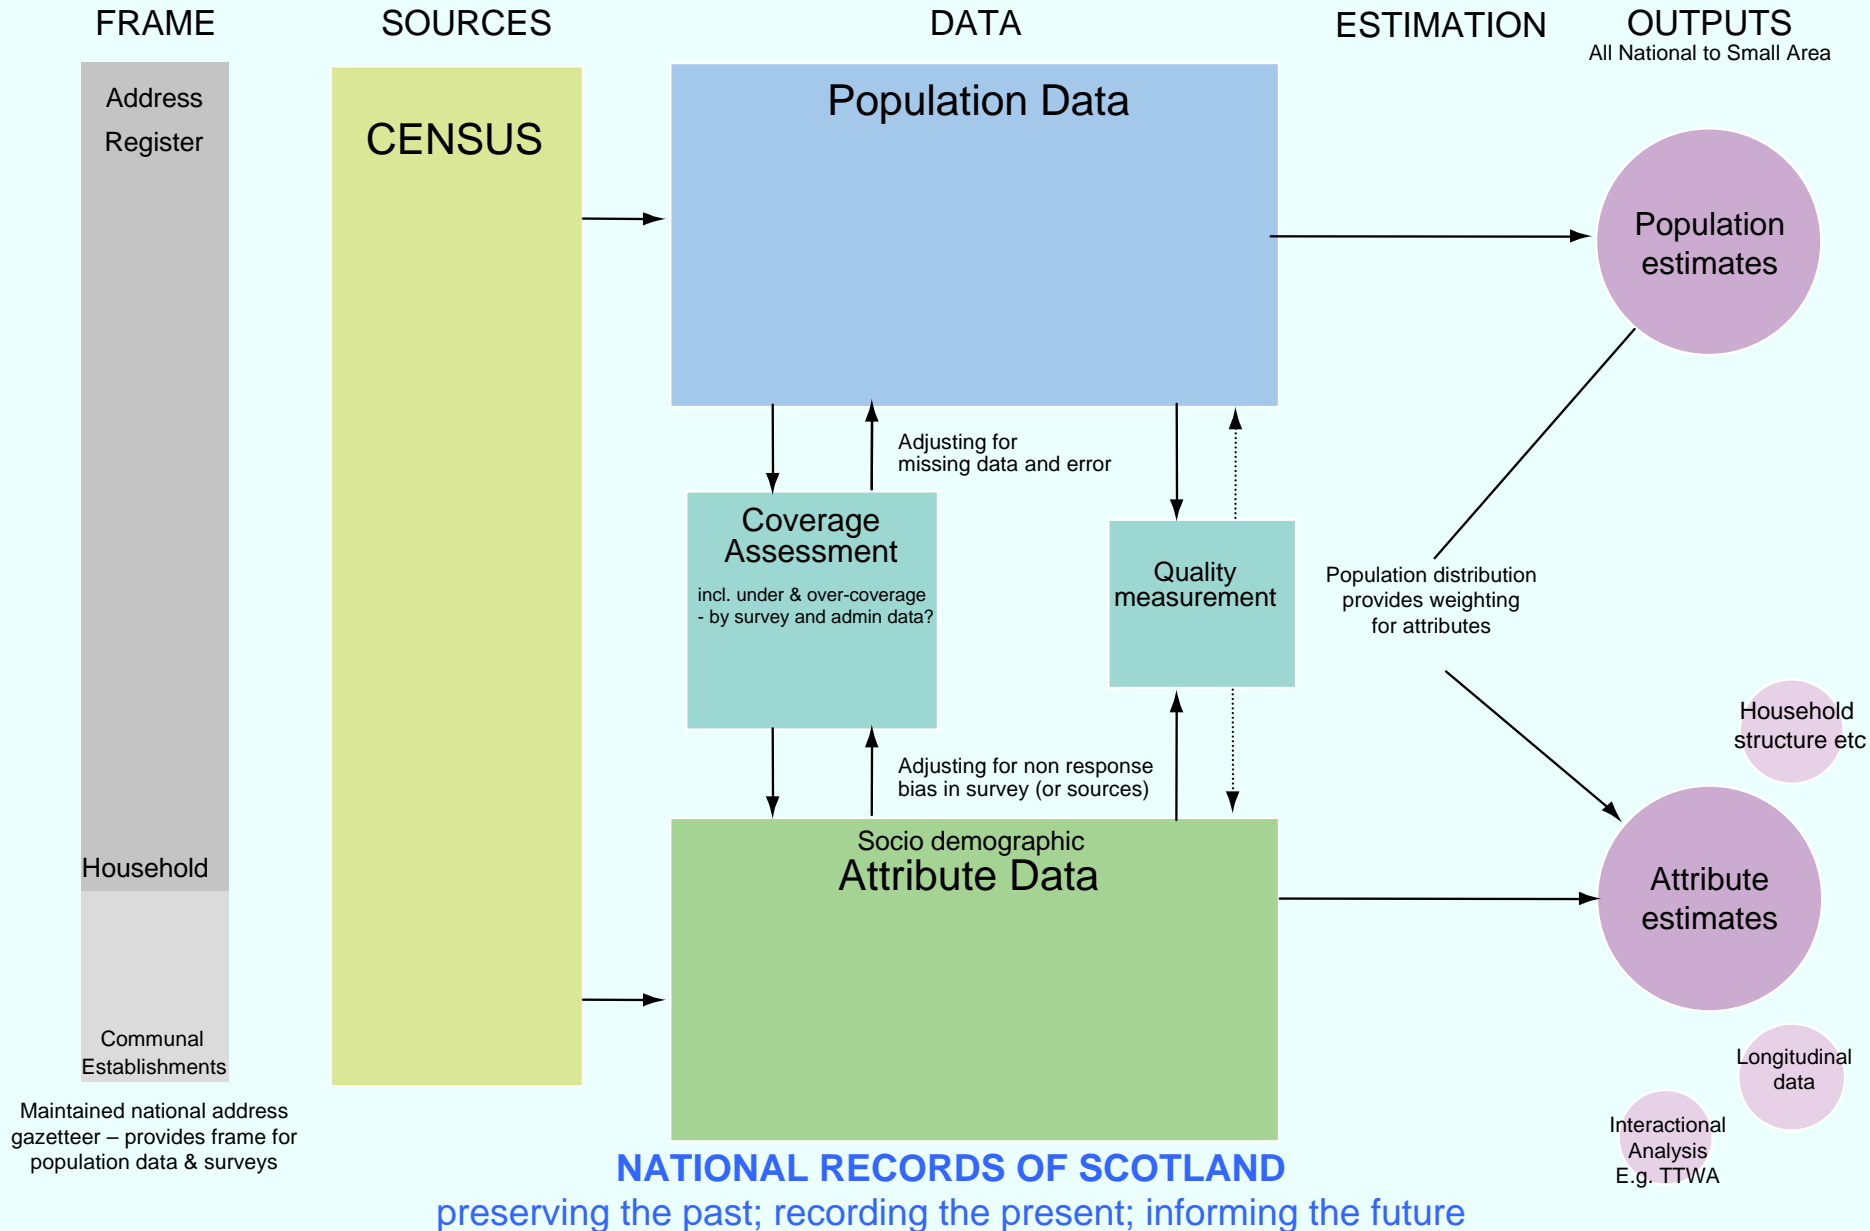 FRAME
SOURCES
DATA
ESTIMATION
OUTPUTS
All National to Small Area
Address
Register
Household
Communal
Establishments
Maintained national address
gazetteer – provides frame for
population data & surveys
CENSUS
Population Data
Adjusting for
missing data and error
Coverage
Assessment
incl. under & over-coverage
- by survey and admin data?
Quality
measurement
Adjusting for non response
bias in survey (or sources)
Socio demographic
Attribute Data
Population distribution
provides weighting
for attributes
Population
estimates
Household
structure etc
Attribute
estimates
Longitudinal
data
Interactional
Analysis
E.g. TTWA
NATIONAL RECORDS OF SCOTLAND
preserving the past; recording the present; informing the future